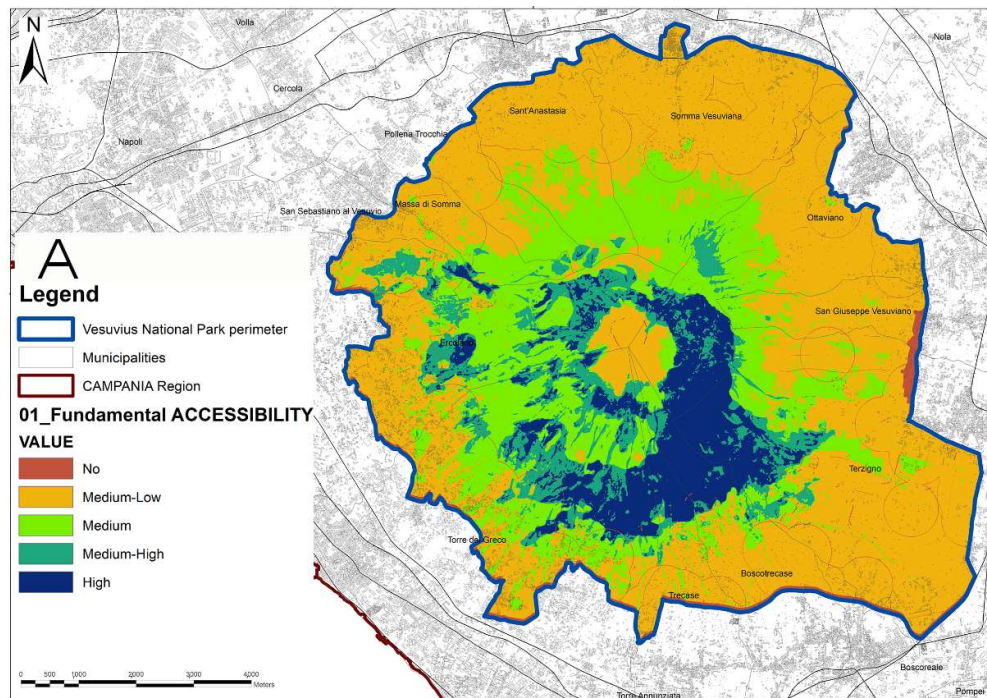 N
Volla
Nola
Cercola
Sant'Anastasia
Somma Vesuviana
Napoli
Pollena Trocchia
San Sebastiano al Vesuvio
Massa di Somma
Ottaviano
A
Legend
Vesuvius National Park perimeter
Municipalities
CAMPANIA Region
01_Fundamental ACCESSIBILITY
VALUE
No
Medium-Low
Medium
Medium-High
High
San Giuseppe Vesuviano
Ercolano
Terzigno
Torre del Greco
Boscotrecase
Trecase
Boscoreale
Pompei
Torre Annunziata
0 500 1,000 2,000 3,000 4,000
Meters